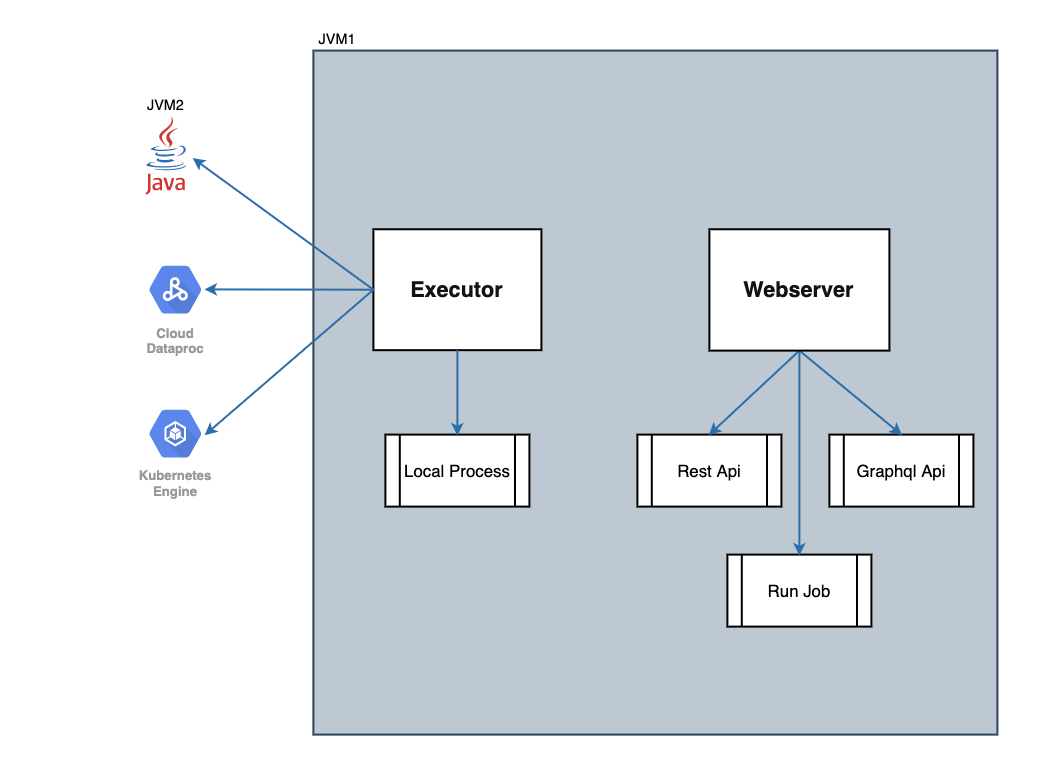 JVM1
JVM2
Java
Executor
Webserver
Cloud
Dataproc
Local Process
Rest Api
Graphql Api
Kubernetes
Engine
Run Job